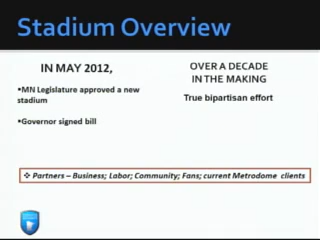 Stadium Overview
IN MAY 2012,
▪MN Legislature approved a new
stadium
▪Governor signed bill
OVER A DECADE
IN THE MAKING
True bipartisan effort
❖ Partners – Business; Labor; Community; Fans; current Metrodome clients